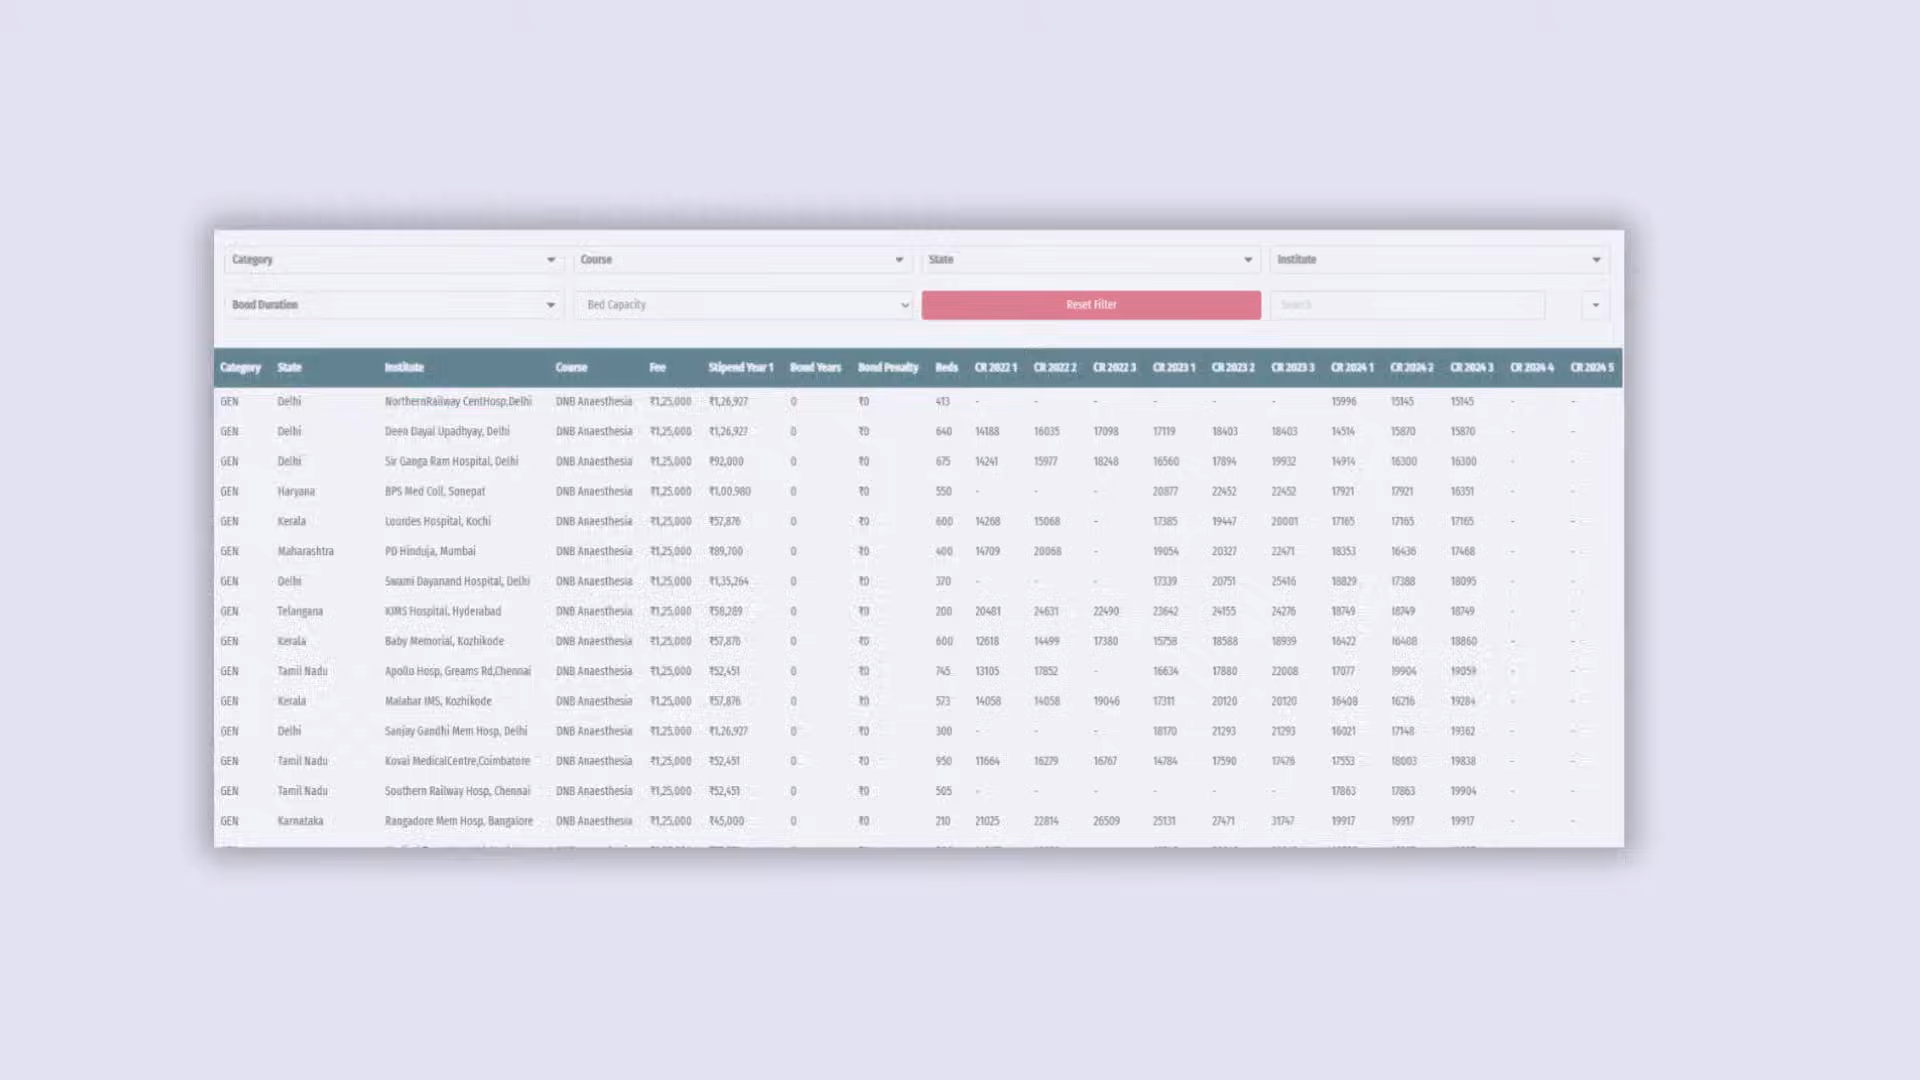 Category Course State Institute
Bond Duration Bed Capacity Reset Filter Search
Category State Institute Course Fee Stipend Year 1 Bond Years Bond Penalty Beds CR 2022 1 CR 2022 2 CR 2022 3 CR 2023 1 CR 2023 2 CR 2023 3 CR 2024 1 CR 2024 2 CR 2024 3 CR 2024 4 CR 2024 5
GEN Delhi NorthernRailway CentHosp,Delhi DNB Anaesthesia ₹1,25,000 ₹1,26,927 0 ₹0 413 - - - - - - 15996 15145 15145 - -
GEN Delhi Deen Dayal Upadhyay, Delhi DNB Anaesthesia ₹1,25,000 ₹1,26,927 0 ₹0 640 14188 16035 17098 17119 18403 18403 14514 15870 15870 - -
GEN Delhi Sir Ganga Ram Hospital, Delhi DNB Anaesthesia ₹1,25,000 ₹92,000 0 ₹0 675 14241 15977 18248 16560 17894 19932 14914 16300 16300 - -
GEN Haryana BPS Med Coll, Sonepat DNB Anaesthesia ₹1,25,000 ₹1,00,980 0 ₹0 550 - - - 20877 22452 22452 17921 17921 16351 - -
GEN Kerala Lourdes Hospital, Kochi DNB Anaesthesia ₹1,25,000 ₹57,876 0 ₹0 600 14268 15068 - 17385 19447 20001 17165 17165 17165 - -
GEN Maharashtra PD Hinduja, Mumbai DNB Anaesthesia ₹1,25,000 ₹89,700 0 ₹0 400 14709 20068 - 19054 20327 22471 18353 16436 17468 - -
GEN Delhi Swami Dayanand Hospital, Delhi DNB Anaesthesia ₹1,25,000 ₹1,35,264 0 ₹0 370 - - - 17339 20751 25416 18829 17388 18095 - -
GEN Telangana KIMS Hospital, Hyderabad DNB Anaesthesia ₹1,25,000 ₹58,289 0 ₹0 200 20481 24631 22490 23642 24155 24276 18749 18749 18749 - -
GEN Kerala Baby Memorial, Kozhikode DNB Anaesthesia ₹1,25,000 ₹57,876 0 ₹0 600 12618 14499 17380 15758 18588 18939 16422 16408 18860 - -
GEN Tamil Nadu Apollo Hosp, Greams Rd,Chennai DNB Anaesthesia ₹1,25,000 ₹52,451 0 ₹0 745 13105 17852 - 16634 17880 22008 17077 19904 19059 - -
GEN Kerala Malabar IMS, Kozhikode DNB Anaesthesia ₹1,25,000 ₹57,876 0 ₹0 573 14058 14058 19046 17311 20120 20120 16408 16216 19284 - -
GEN Delhi Sanjay Gandhi Mem Hosp, Delhi DNB Anaesthesia ₹1,25,000 ₹1,26,927 0 ₹0 300 - - - 18170 21293 21293 16021 17148 19362 - -
GEN Tamil Nadu Kovai MedicalCentre,Coimbatore DNB Anaesthesia ₹1,25,000 ₹52,451 0 ₹0 950 11664 16279 16767 14784 17590 17476 17553 18003 19838 - -
GEN Tamil Nadu Southern Railway Hosp, Chennai DNB Anaesthesia ₹1,25,000 ₹52,451 0 ₹0 505 - - - - - - 17863 17863 19904 - -
GEN Karnataka Rangadore Mem Hosp, Bangalore DNB Anaesthesia ₹1,25,000 ₹45,000 0 ₹0 210 21025 22814 26509 25131 27471 31747 19917 19917 19917 - -